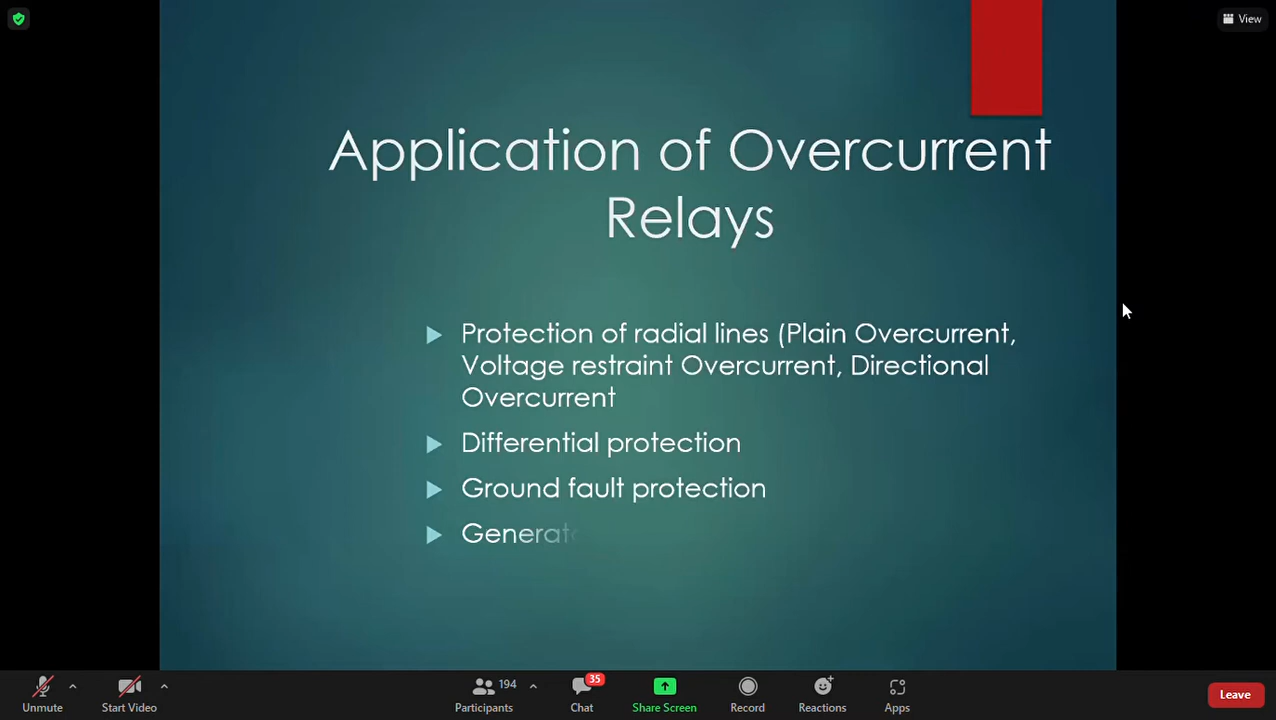 View
Application of Overcurrent
Relays
Protection of radial lines (Plain Overcurrent,
Voltage restraint Overcurrent, Directional
Overcurrent
Differential protection
Ground fault protection
Generat
194
35
Unmute
Start Video
Participants
Chat
Share Screen
Record
Reactions
Apps
Leave